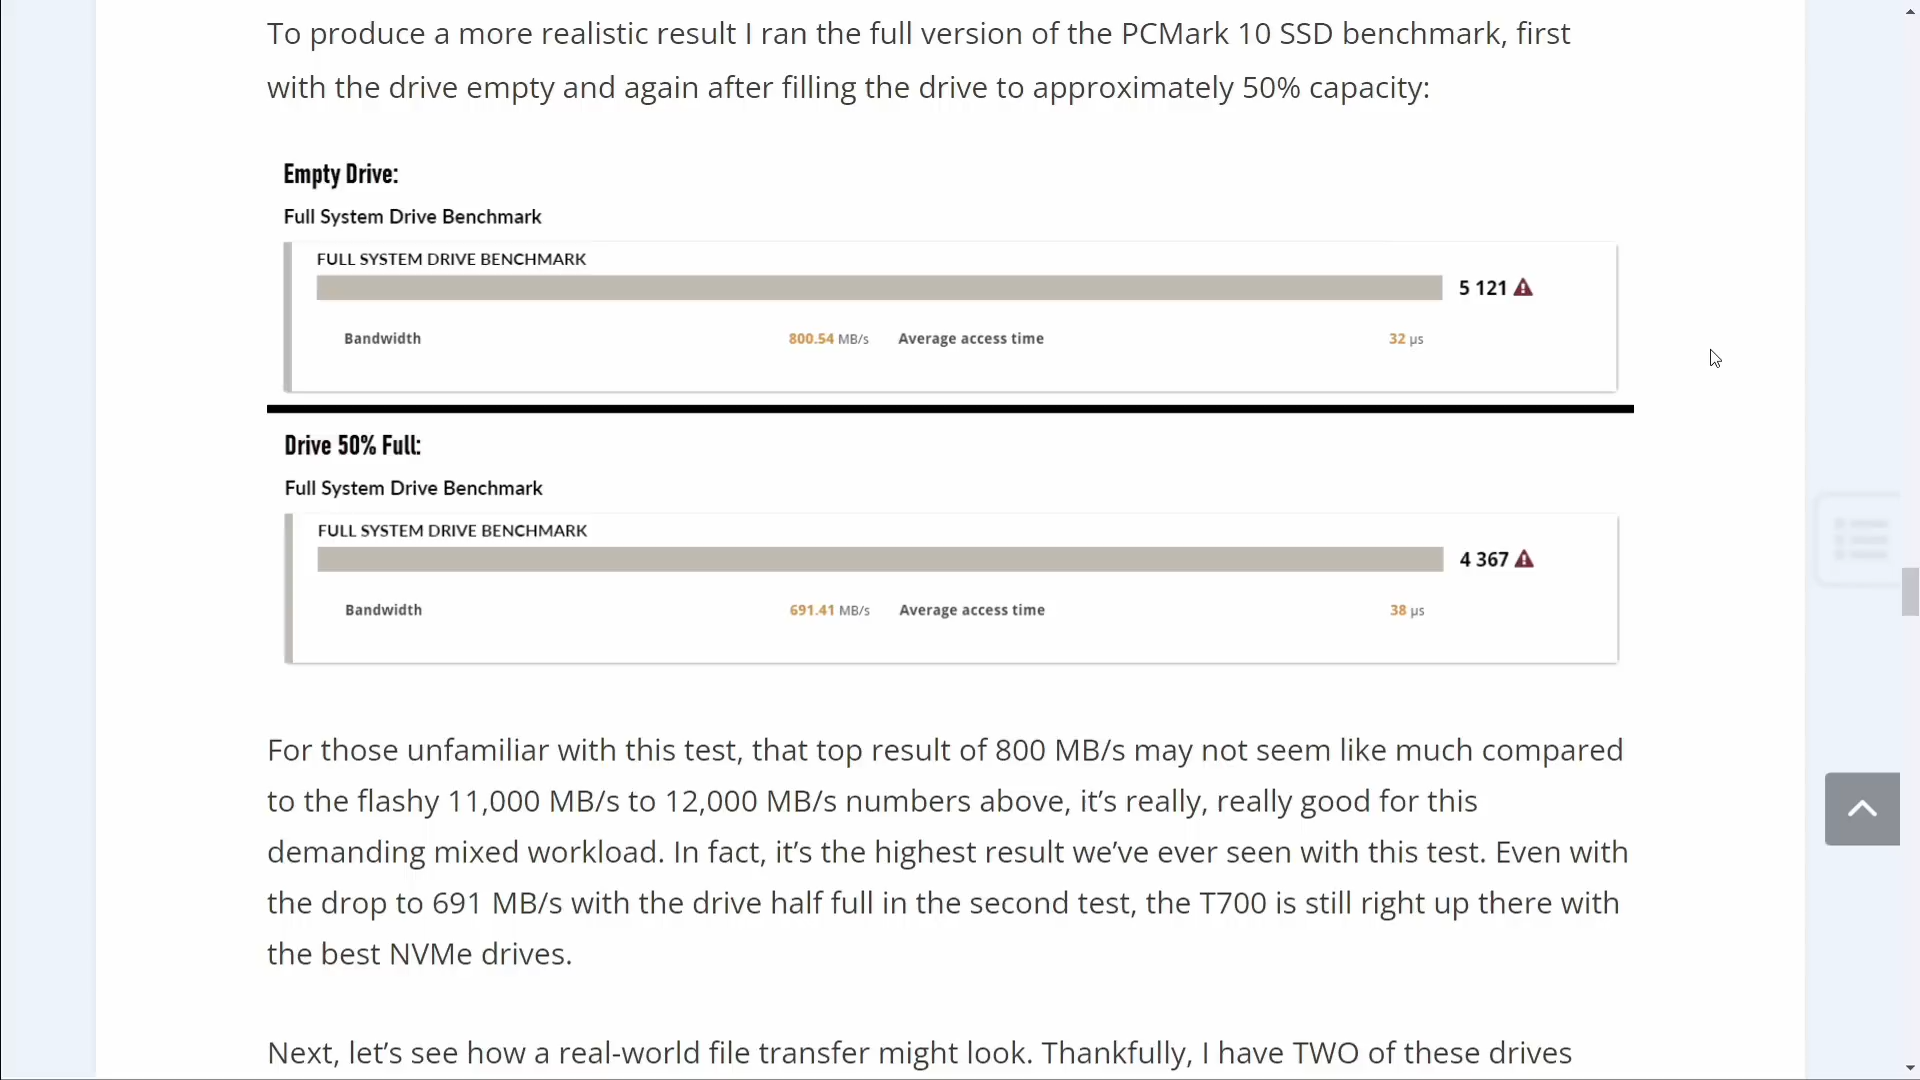 To produce a more realistic result I ran the full version of the PCMark 10 SSD benchmark, first
with the drive empty and again after filling the drive to approximately 50% capacity:
Empty Drive:
Full System Drive Benchmark
FULL SYSTEM DRIVE BENCHMARK
5 121
Bandwidth 800.54 MB/s Average access time 32 µs
Drive 50% Full:
Full System Drive Benchmark
FULL SYSTEM DRIVE BENCHMARK
4 367
Bandwidth 691.41 MB/s Average access time 38 µs
For those unfamiliar with this test, that top result of 800 MB/s may not seem like much compared
to the flashy 11,000 MB/s to 12,000 MB/s numbers above, it’s really, really good for this
demanding mixed workload. In fact, it’s the highest result we’ve ever seen with this test. Even with
the drop to 691 MB/s with the drive half full in the second test, the T700 is still right up there with
the best NVMe drives.
Next, let’s see how a real-world file transfer might look. Thankfully, I have TWO of these drives